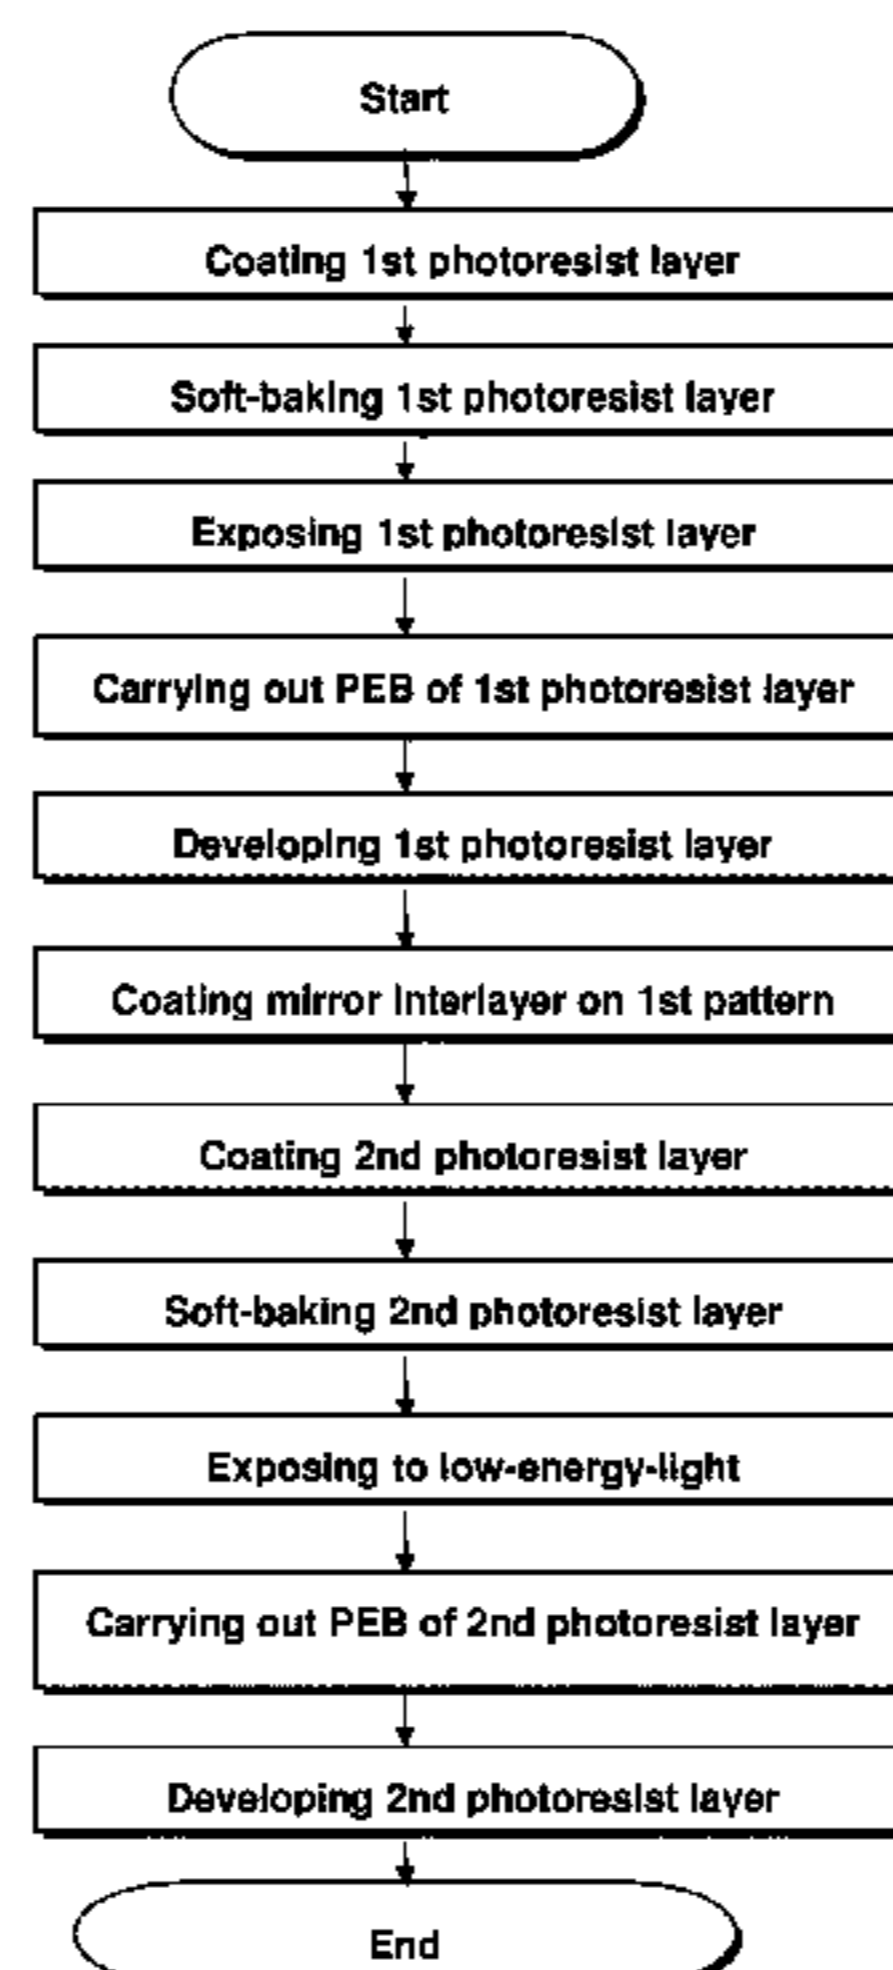 Start
Coating 1st photoresist layer
Soft-baking 1st photoresist layer
Exposing 1st photoresist layer
Carrying out PEB of 1st photoresist layer
Developing 1st photoresist layer
Coating mirror interlayer on 1st pattern
Coating 2nd photoresist layer
Soft-baking 2nd photoresist layer
Exposing to low-energy-light
Carrying out PEB of 2nd photoresist layer
Developing 2nd photoresist layer
End